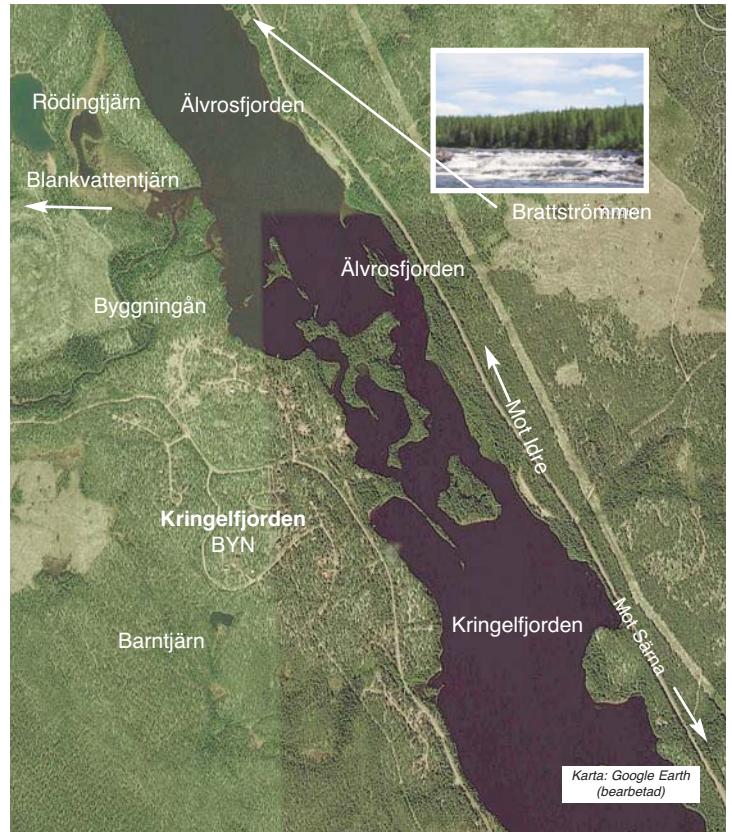 Rödingtjärn
Älvrosfjorden
Blankvattentjärn
Brattströmmen
Älvrosfjorden
Byggningån
Mot Idre
Kringelfjorden
BYN
Kringelfjorden
Mot Särna
Barntjärn
Karta: Google Earth
(bearbetad)